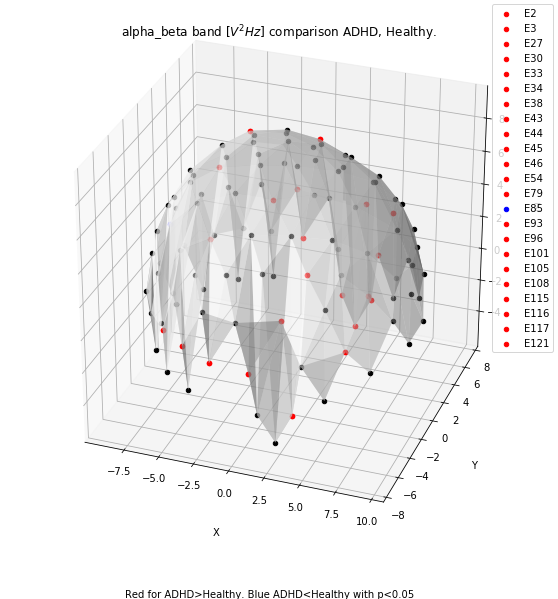 alpha_beta band [V²Hz] comparison ADHD, Healthy.
E2
E3
E27
E30
E33
E34
E38
E43
E44
E45
E46
E54
E79
E85
E93
E96
E101
E105
E108
E115
E116
E117
E121
8
6
4
2
0
−2
−4
8
6
4
2
0
−2
−4
−6
−8
Y
−7.5
−5.0
−2.5
0.0
2.5
5.0
7.5
10.0
X
Red for ADHD>Healthy. Blue ADHD<Healthy with p<0.05